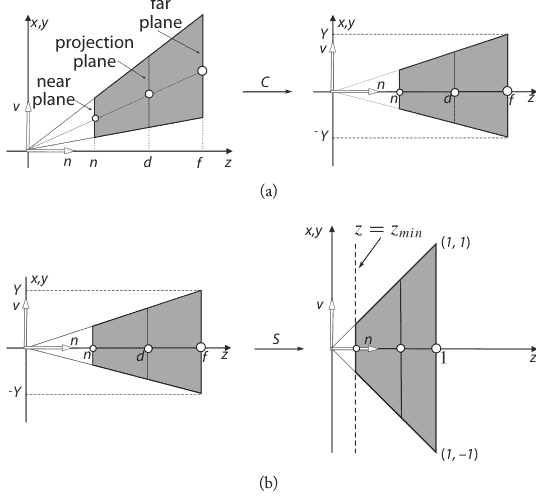 x,y
far
plane
projection
plane
near
plane
v
n
n
d
f
z
C
x,y
Y
v
n
n
d
f
z
-Y
(a)
x,y
Y
v
n
n
d
f
z
-Y
S
x,y
z = z_min
(1, 1)
v
n
1
z
(1, –1)
(b)